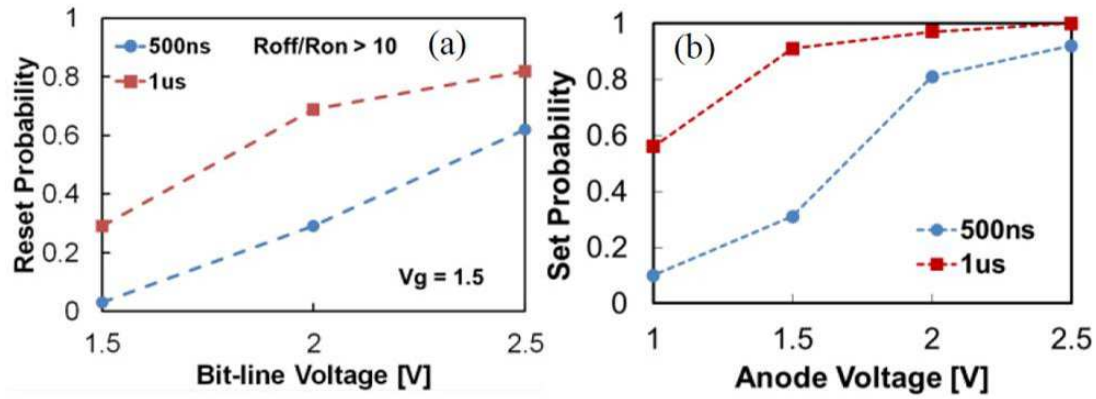 1
0.8
0.6
0.4
0.2
0
Reset Probability
500ns
1us
Roff/Ron > 10
(a)
Vg = 1.5
1.5
2
2.5
Bit-line Voltage [V]
1
0.8
0.6
0.4
0.2
0
Set Probability
(b)
500ns
1us
1
1.5
2
2.5
Anode Voltage [V]